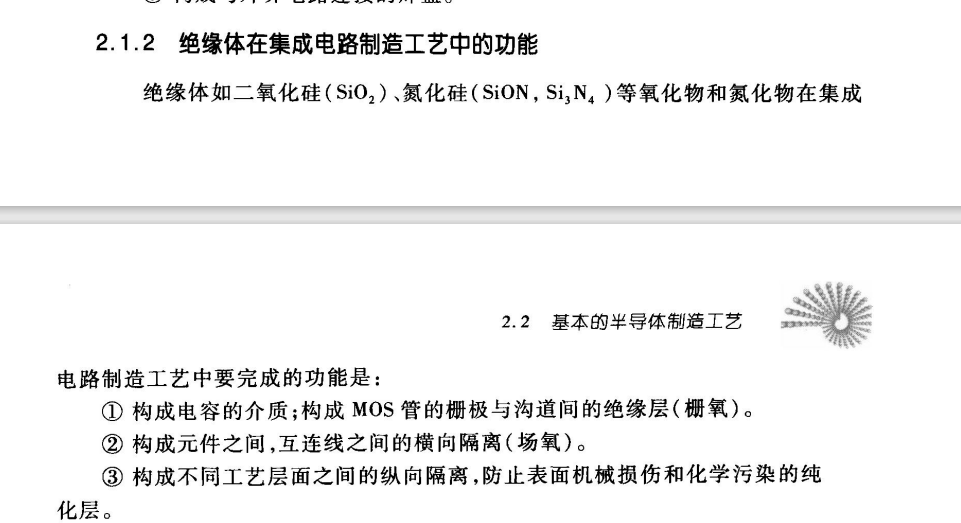 2.1.2 绝缘体在集成电路制造工艺中的功能
绝缘体如二氧化硅(SiO₂)、氮化硅(SiON, Si₃N₄)等氧化物和氮化物在集成
2.2 基本的半导体制造工艺
电路制造工艺中要完成的功能是:
① 构成电容的介质;构成 MOS 管的栅极与沟道间的绝缘层(栅氧)。
② 构成元件之间,互连线之间的横向隔离(场氧)。
③ 构成不同工艺层面之间的纵向隔离,防止表面机械损伤和化学污染的纯
化层。